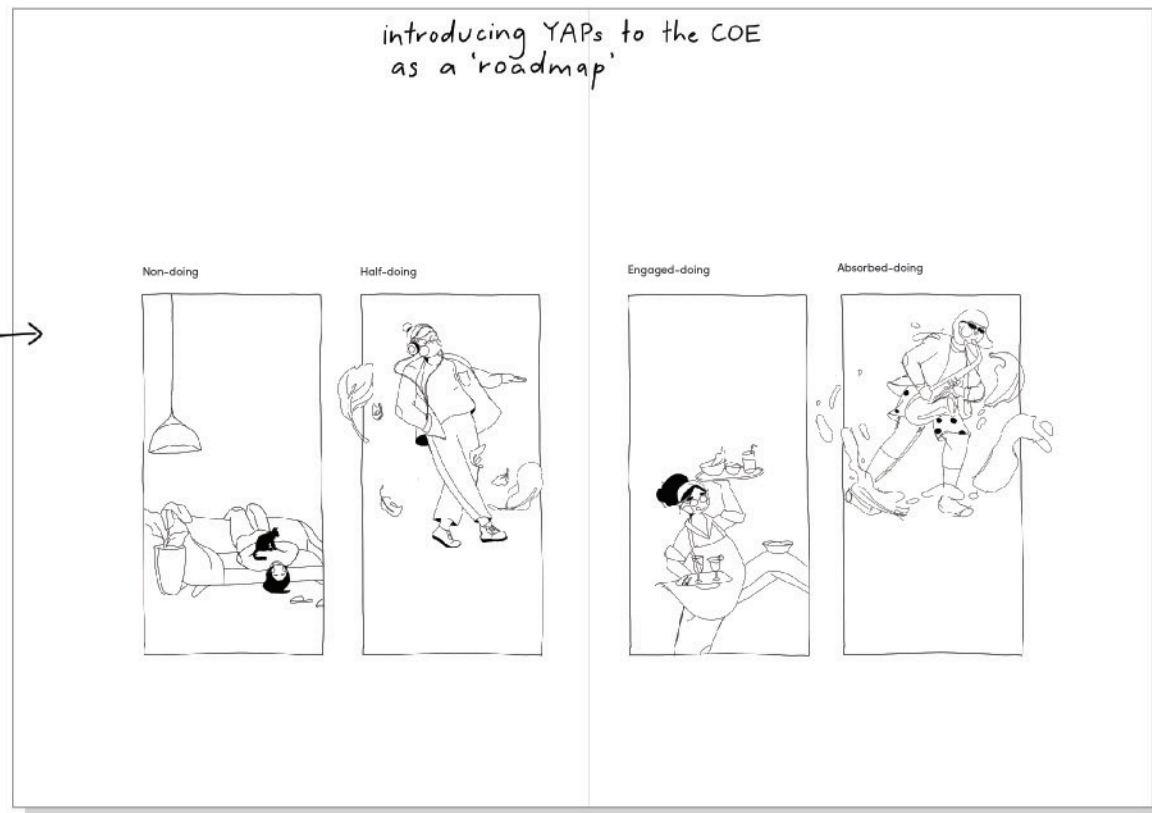 introducing YAPs to the COE
as a 'roadmap'
Non-doing
Half-doing
Engaged-doing
Absorbed-doing